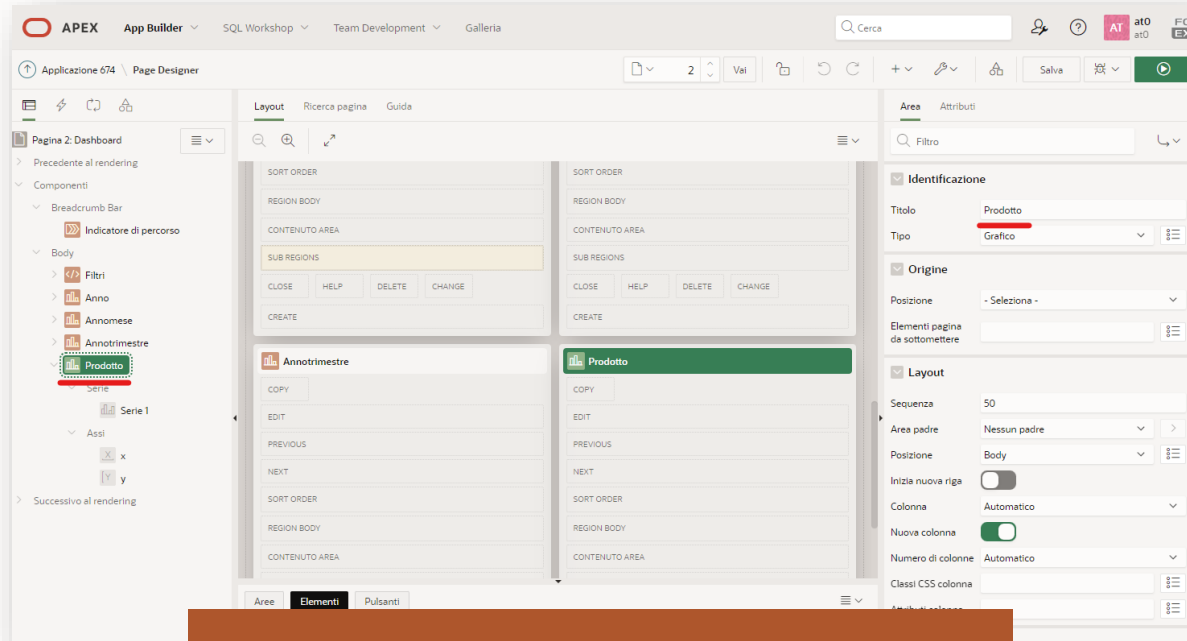 APEX App Builder SQL Workshop Team Development Galleria Cerca AT at0 at0
Applicazione 674 \ Page Designer 2 Vai Salva
Layout Ricerca pagina Guida
Area Attributi
Pagina 2: Dashboard
Precedente al rendering
Componenti
Breadcrumb Bar
Indicatore di percorso
Body
Filtri
Anno
Annomese
Annotrimestre
Prodotto
Serie
Serie 1
Assi
X x
Y y
Successivo al rendering
SORT ORDER
REGION BODY
CONTENUTO AREA
SUB REGIONS
CLOSE HELP DELETE CHANGE
CREATE
SORT ORDER
REGION BODY
CONTENUTO AREA
SUB REGIONS
CLOSE HELP DELETE CHANGE
CREATE
Annotrimestre
COPY
EDIT
PREVIOUS
NEXT
SORT ORDER
REGION BODY
CONTENUTO AREA
Prodotto
COPY
EDIT
PREVIOUS
NEXT
SORT ORDER
REGION BODY
CONTENUTO AREA
Aree Elementi Pulsanti
Filtro
Identificazione
Titolo Prodotto
Tipo Grafico
Origine
Posizione - Seleziona -
Elementi pagina
da sottomettere
Layout
Sequenza 50
Area padre Nessun padre
Posizione Body
Inizia nuova riga
Colonna Automatico
Nuova colonna
Numero di colonne Automatico
Classi CSS colonna